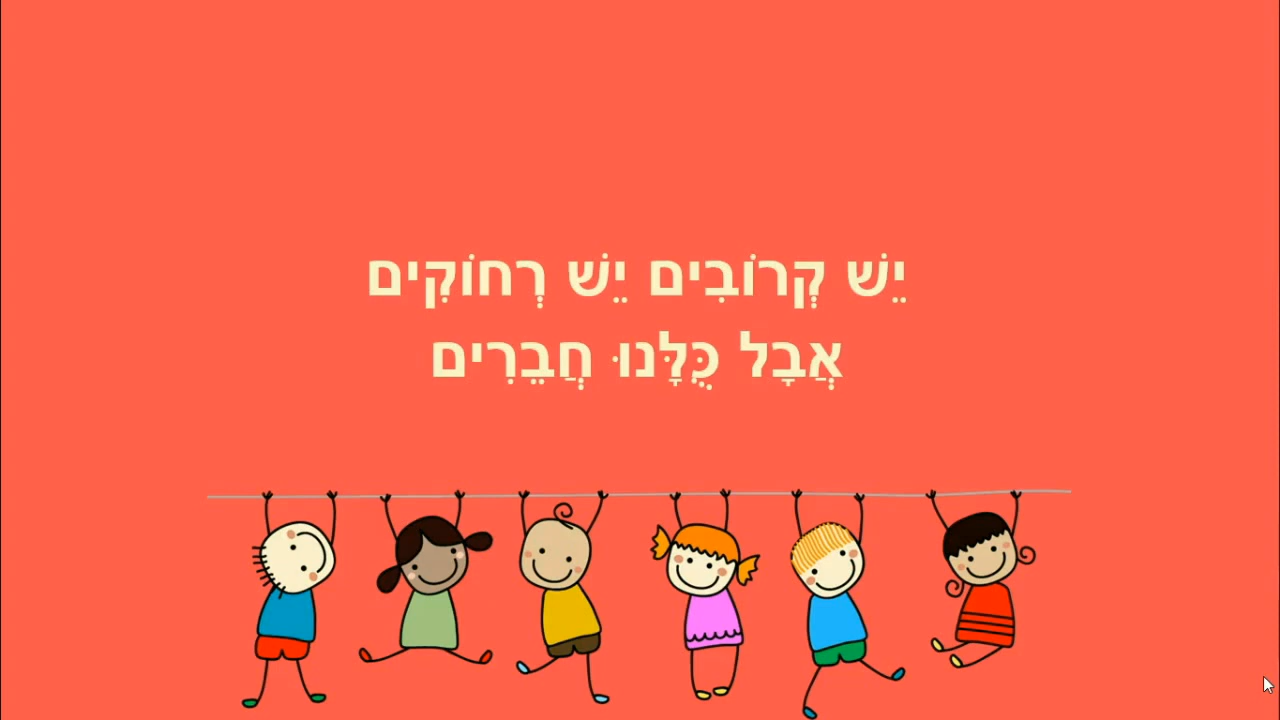 יֵשׁ קְרוֹבִים יֵשׁ רְחוֹקִים
אֲבָל כֻּלָּנוּ חֲבֵרִים